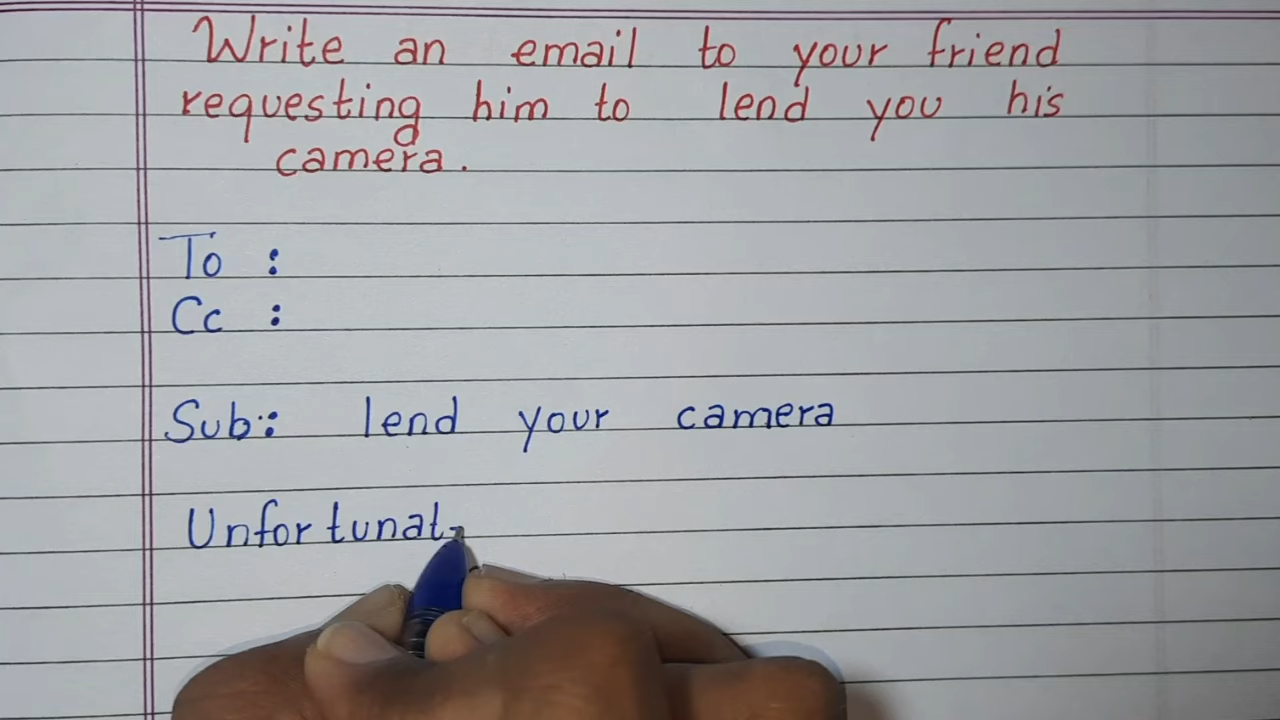 Write an email to your friend
requesting him to lend you his
camera.
To :
Cc :
Sub:: lend your camera
Unfortunat